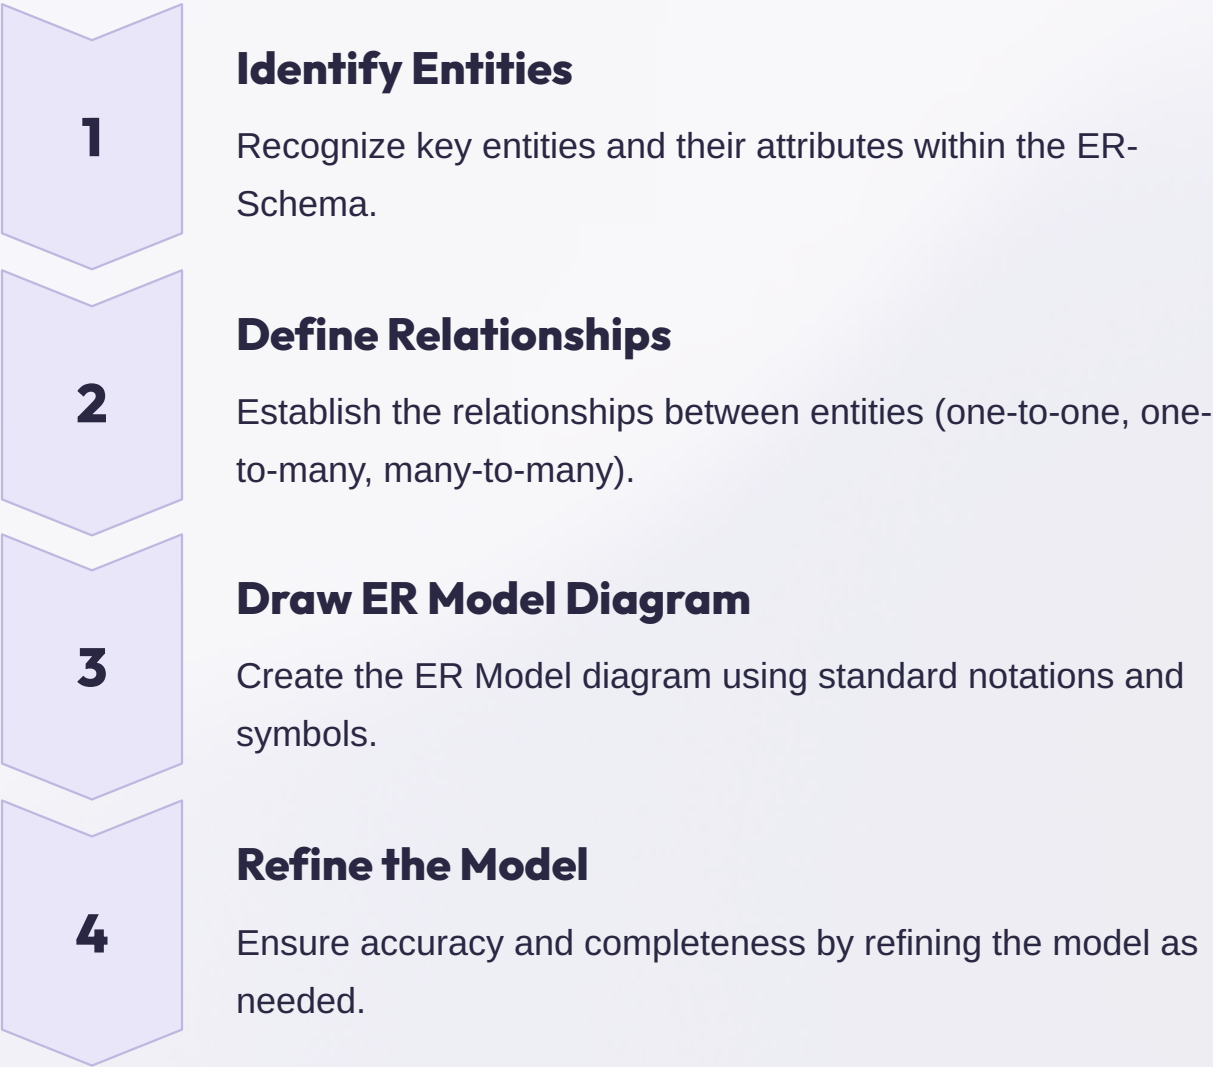 1
Identify Entities
Recognize key entities and their attributes within the ER-
Schema.
2
Define Relationships
Establish the relationships between entities (one-to-one, one-
to-many, many-to-many).
3
Draw ER Model Diagram
Create the ER Model diagram using standard notations and
symbols.
4
Refine the Model
Ensure accuracy and completeness by refining the model as
needed.